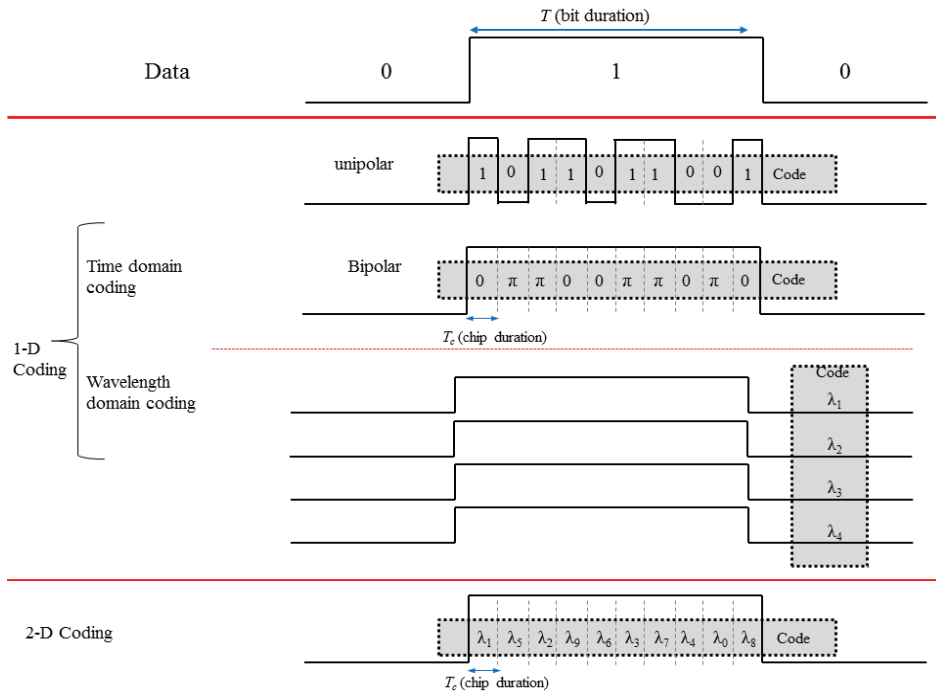 T (bit duration)
Data 0 1 0
unipolar 1 0 1 1 0 1 1 0 0 1 Code
Time domain
coding
Bipolar 0 π π 0 0 π π 0 π 0 Code
T_c (chip duration)
1-D
Coding
Wavelength
domain coding
Code
λ₁
λ₂
λ₃
λ₄
2-D Coding λ₁ λ₅ λ₂ λ₉ λ₆ λ₃ λ₇ λ₄ λ₀ λ₈ Code
T_c (chip duration)